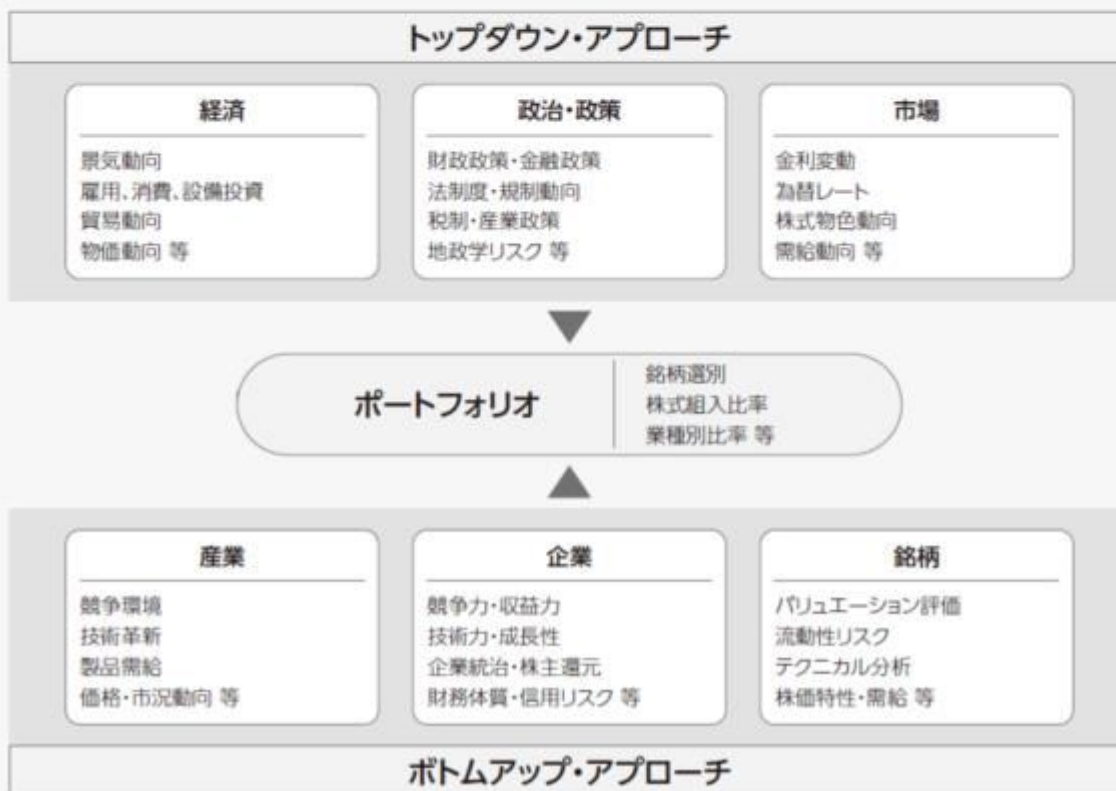 トップダウン・アプローチ
経済
景気動向
雇用、消費、設備投資
貿易動向
物価動向 等
政治・政策
財政政策・金融政策
法制度・規制動向
税制・産業政策
地政学リスク 等
市場
金利変動
為替レート
株式物色動向
需給動向 等
ポートフォリオ
銘柄選別
株式組入比率
業種別比率 等
産業
競争環境
技術革新
製品需給
価格・市況動向 等
企業
競争力・収益力
技術力・成長性
企業統治・株主還元
財務体質・信用リスク 等
銘柄
バリュエーション評価
流動性リスク
テクニカル分析
株価特性・需給 等
ボトムアップ・アプローチ